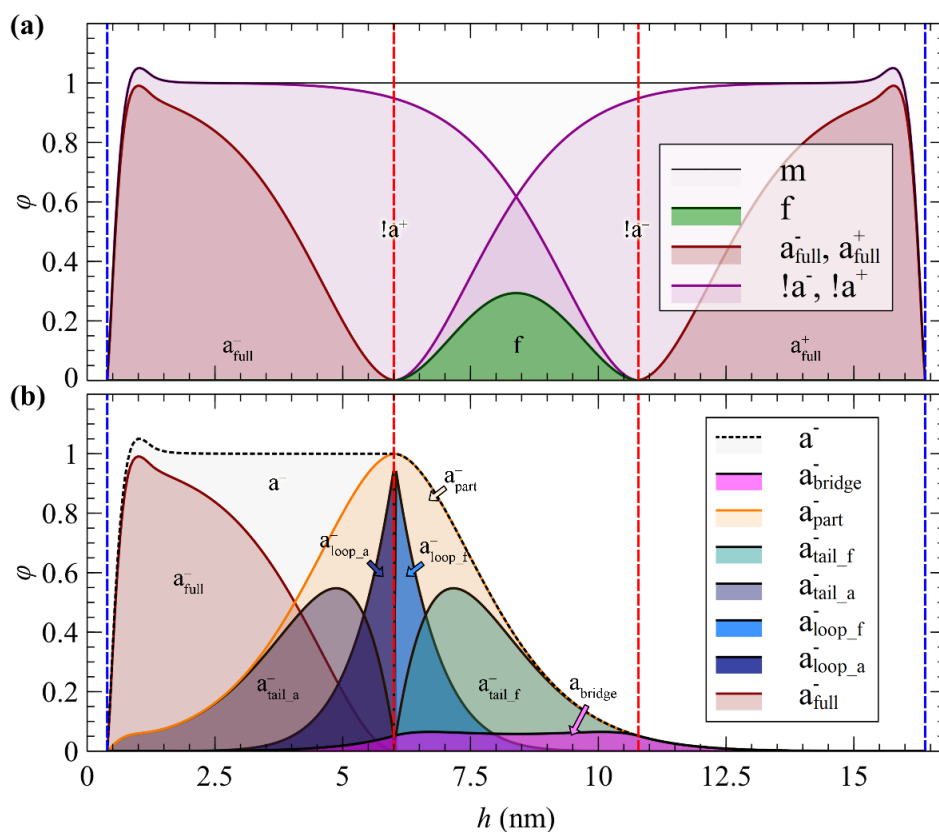 (a)
φ
1
0.8
0.6
0.4
0.2
0
!a⁺
!a⁻
a⁻full
f
a⁺full
m
f
a⁻full, a⁺full
!a⁻, !a⁺
(b)
φ
1
0.8
0.6
0.4
0.2
0
a⁻
a⁻part
a⁻loop_a
a⁻loop_f
a⁻full
a⁻tail_a
a⁻tail_f
abridge
a⁻
a⁻bridge
a⁻part
a⁻tail_f
a⁻tail_a
a⁻loop_f
a⁻loop_a
a⁻full
0 2.5 5 7.5 10 12.5 15
h (nm)